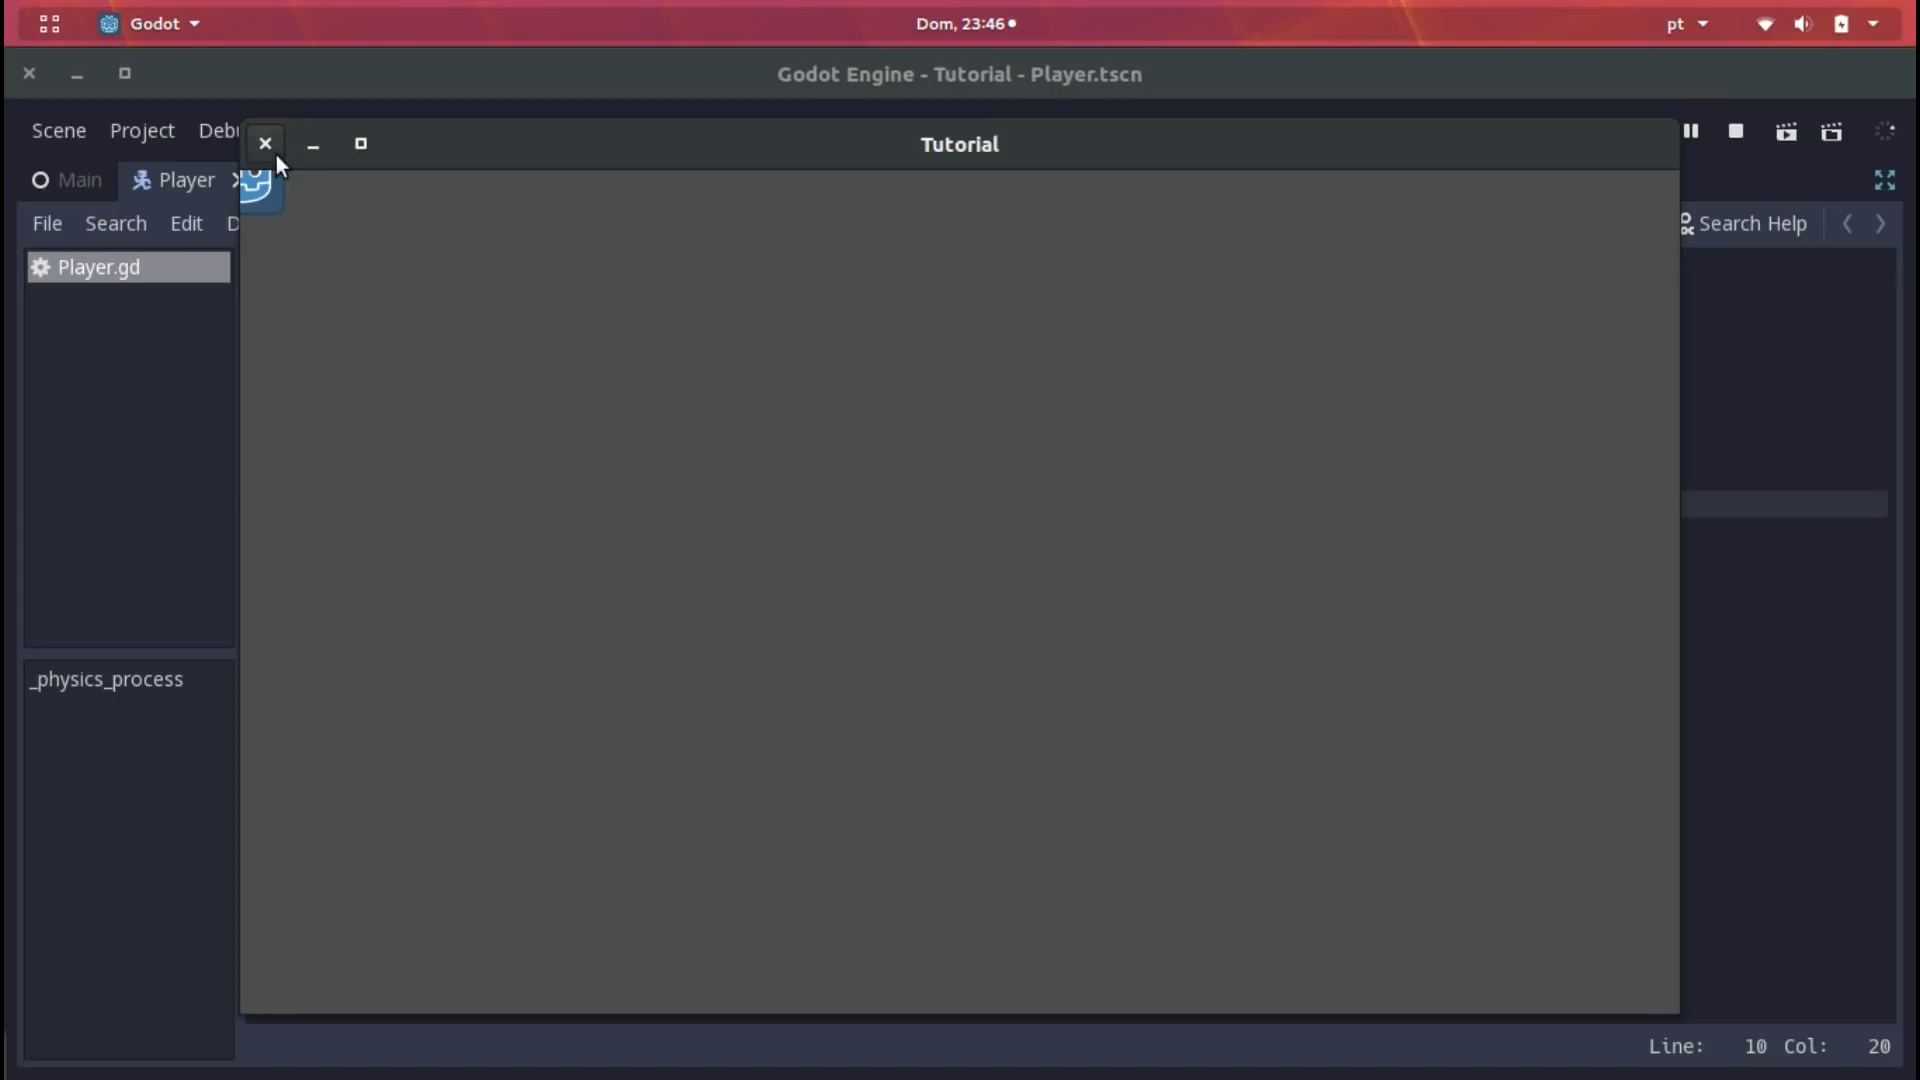 Godot
Dom, 23:46
pt
Godot Engine - Tutorial - Player.tscn
Scene Project Debu
Tutorial
Main Player
File Search Edit D
Search Help
Player.gd
_physics_process
Line: 10 Col: 20